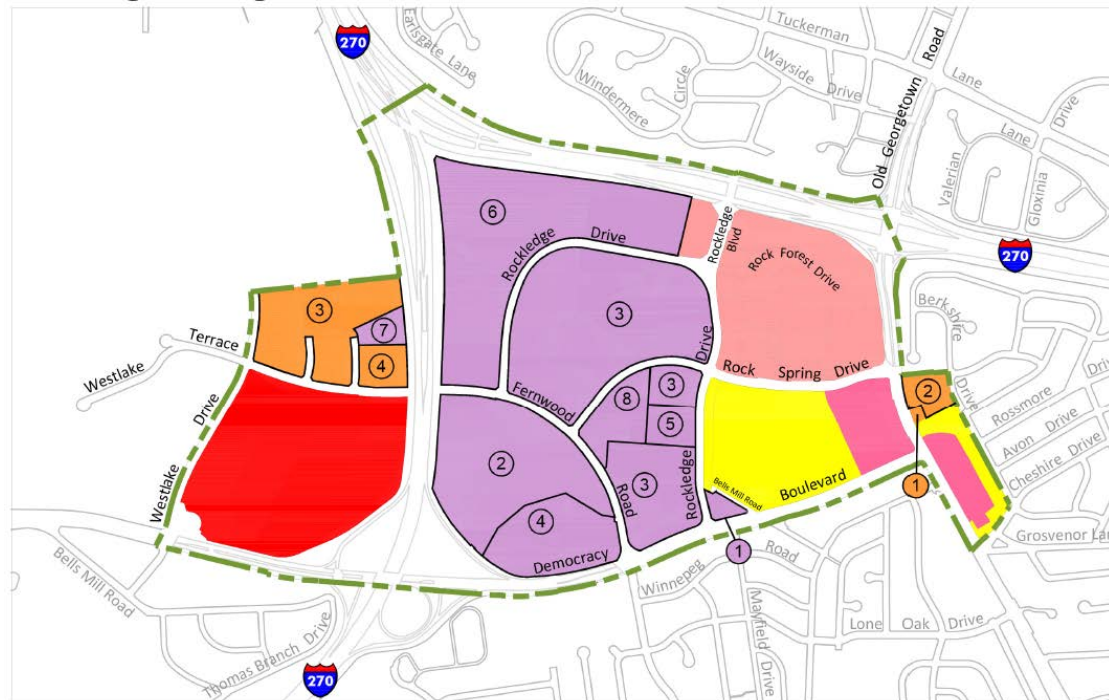 270
Earlsgate Lane
Tuckerman
Lane
Wayside Drive
Windermere
Circle
Old Georgetown
Road
Lane
Drive
Valerian
Gloxinia
6
Rockledge Drive
Rockledge
Blvd
Rock Forest Drive
270
3
7
4
3
Berkshire
Drive
Westlake Terrace
Westlake Drive
Fernwood
Road
Drive
Rock Spring Drive
8
3
5
2
Rossmore Dri
Avon Drive
Cheshire Drive
2
3
Rockledge
Bells Mill Road
Boulevard
1
4
Democracy
1
Grosvenor Lan
Bells Mill Road
Winnepeg Road
Mayfield Drive
Lone Oak Drive
Thomas Branch Drive
270